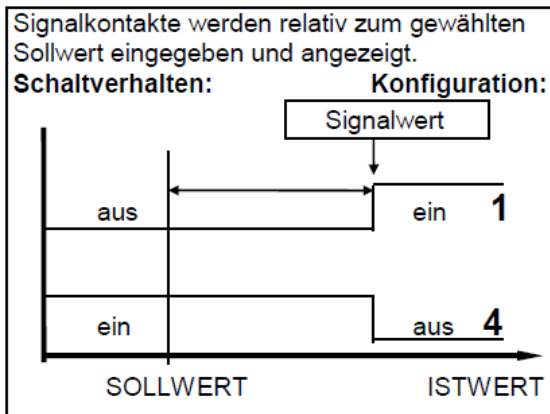 Signalkontakte werden relativ zum gewählten
Sollwert eingegeben und angezeigt.
Schaltverhalten: Konfiguration:
Signalwert
aus ein 1
ein aus 4
SOLLWERT ISTWERT